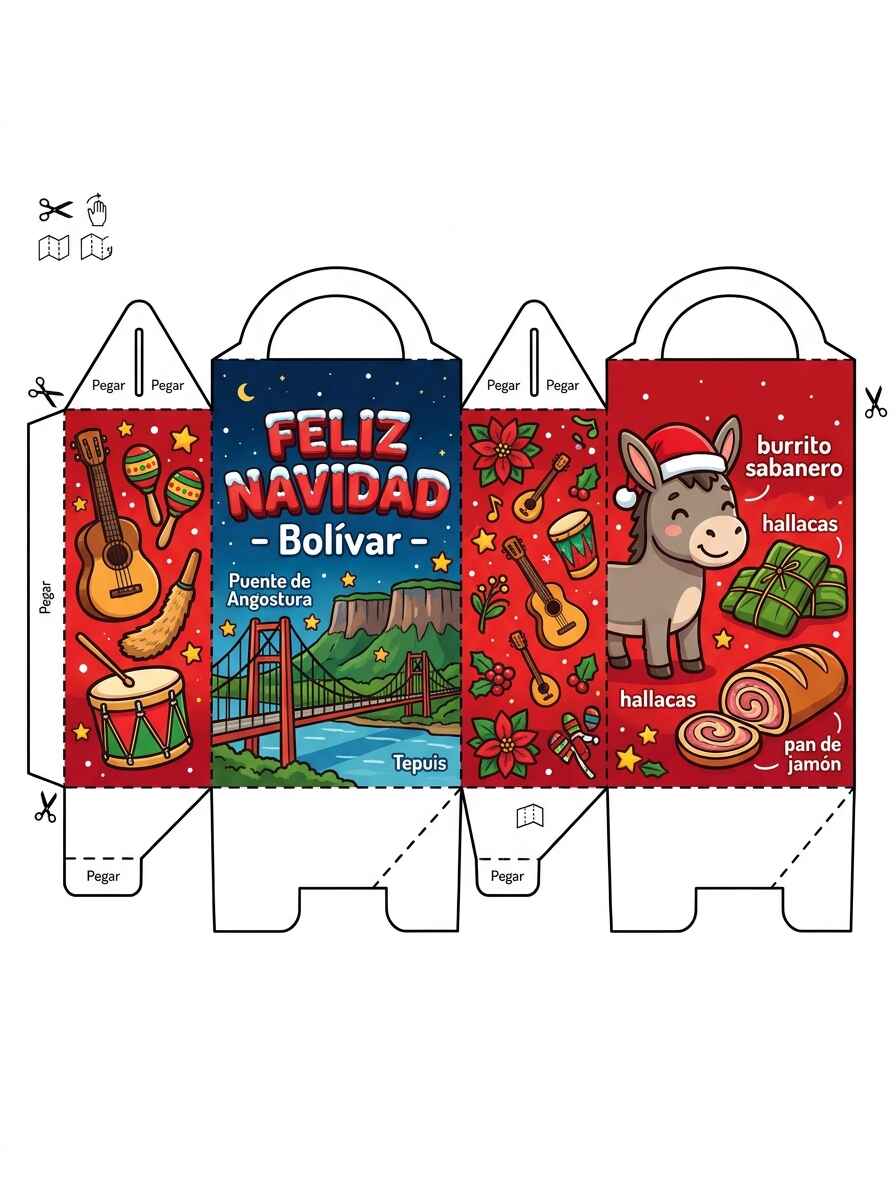 Pegar
Pegar
Pegar
Pegar
Pegar
FELIZ
NAVIDAD
- Bolívar -
Puente de
Angostura
Tepuis
burrito
sabanero
hallacas
hallacas
pan de
jamón
Pegar
Pegar